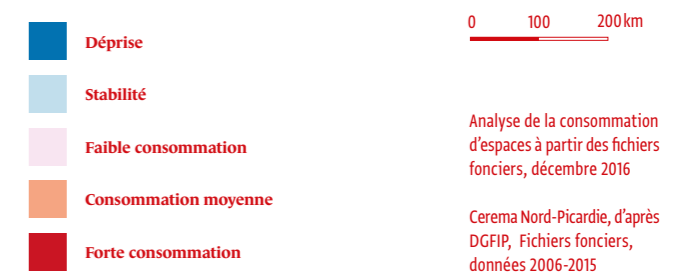 Déprise
Stabilité
Faible consommation
Consommation moyenne
Forte consommation
0 100 200 km
Analyse de la consommation
d'espaces à partir des fichiers
fonciers, décembre 2016
Cerema Nord-Picardie, d'après
DGFIP, Fichiers fonciers,
données 2006-2015